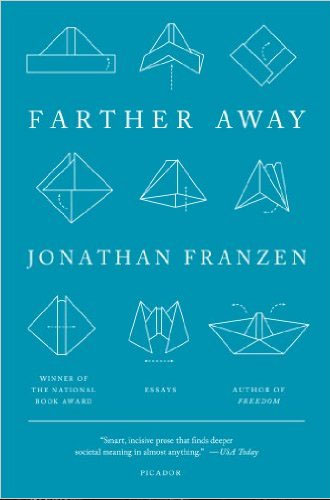 FARTHER AWAY
JONATHAN FRANZEN
WINNER OF
THE NATIONAL
BOOK AWARD
ESSAYS
AUTHOR OF
FREEDOM
“Smart, incisive prose that finds deeper
societal meaning in almost anything.” —USA Today
PICADOR